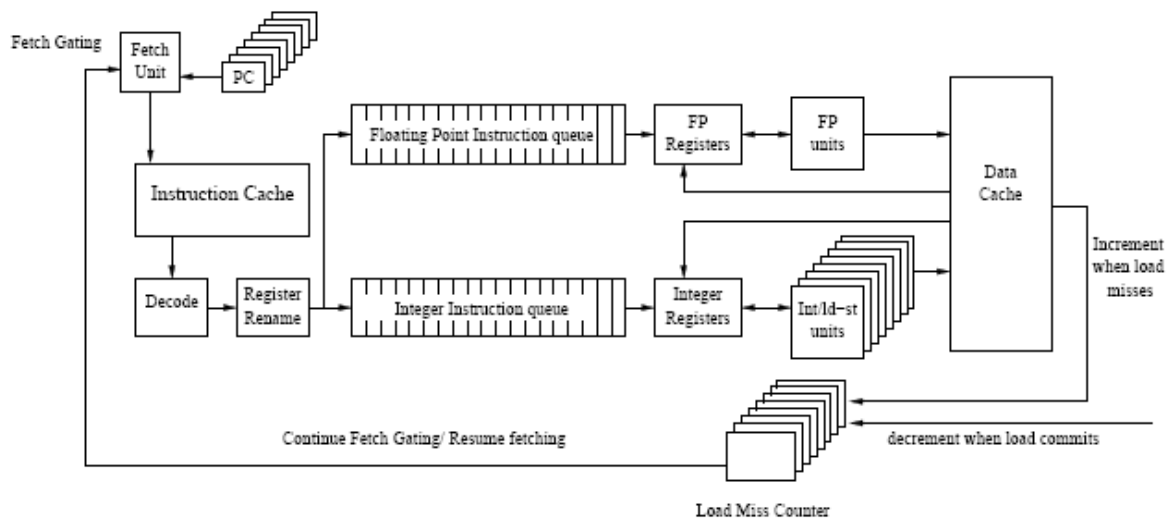 Fetch Gating
Fetch
Unit
PC
Instruction Cache
Decode
Register
Rename
Floating Point Instruction queue
Integer Instruction queue
FP
Registers
FP
units
Integer
Registers
Int/ld-st
units
Data
Cache
Increment
when load
misses
Continue Fetch Gating/ Resume fetching
decrement when load commits
Load Miss Counter